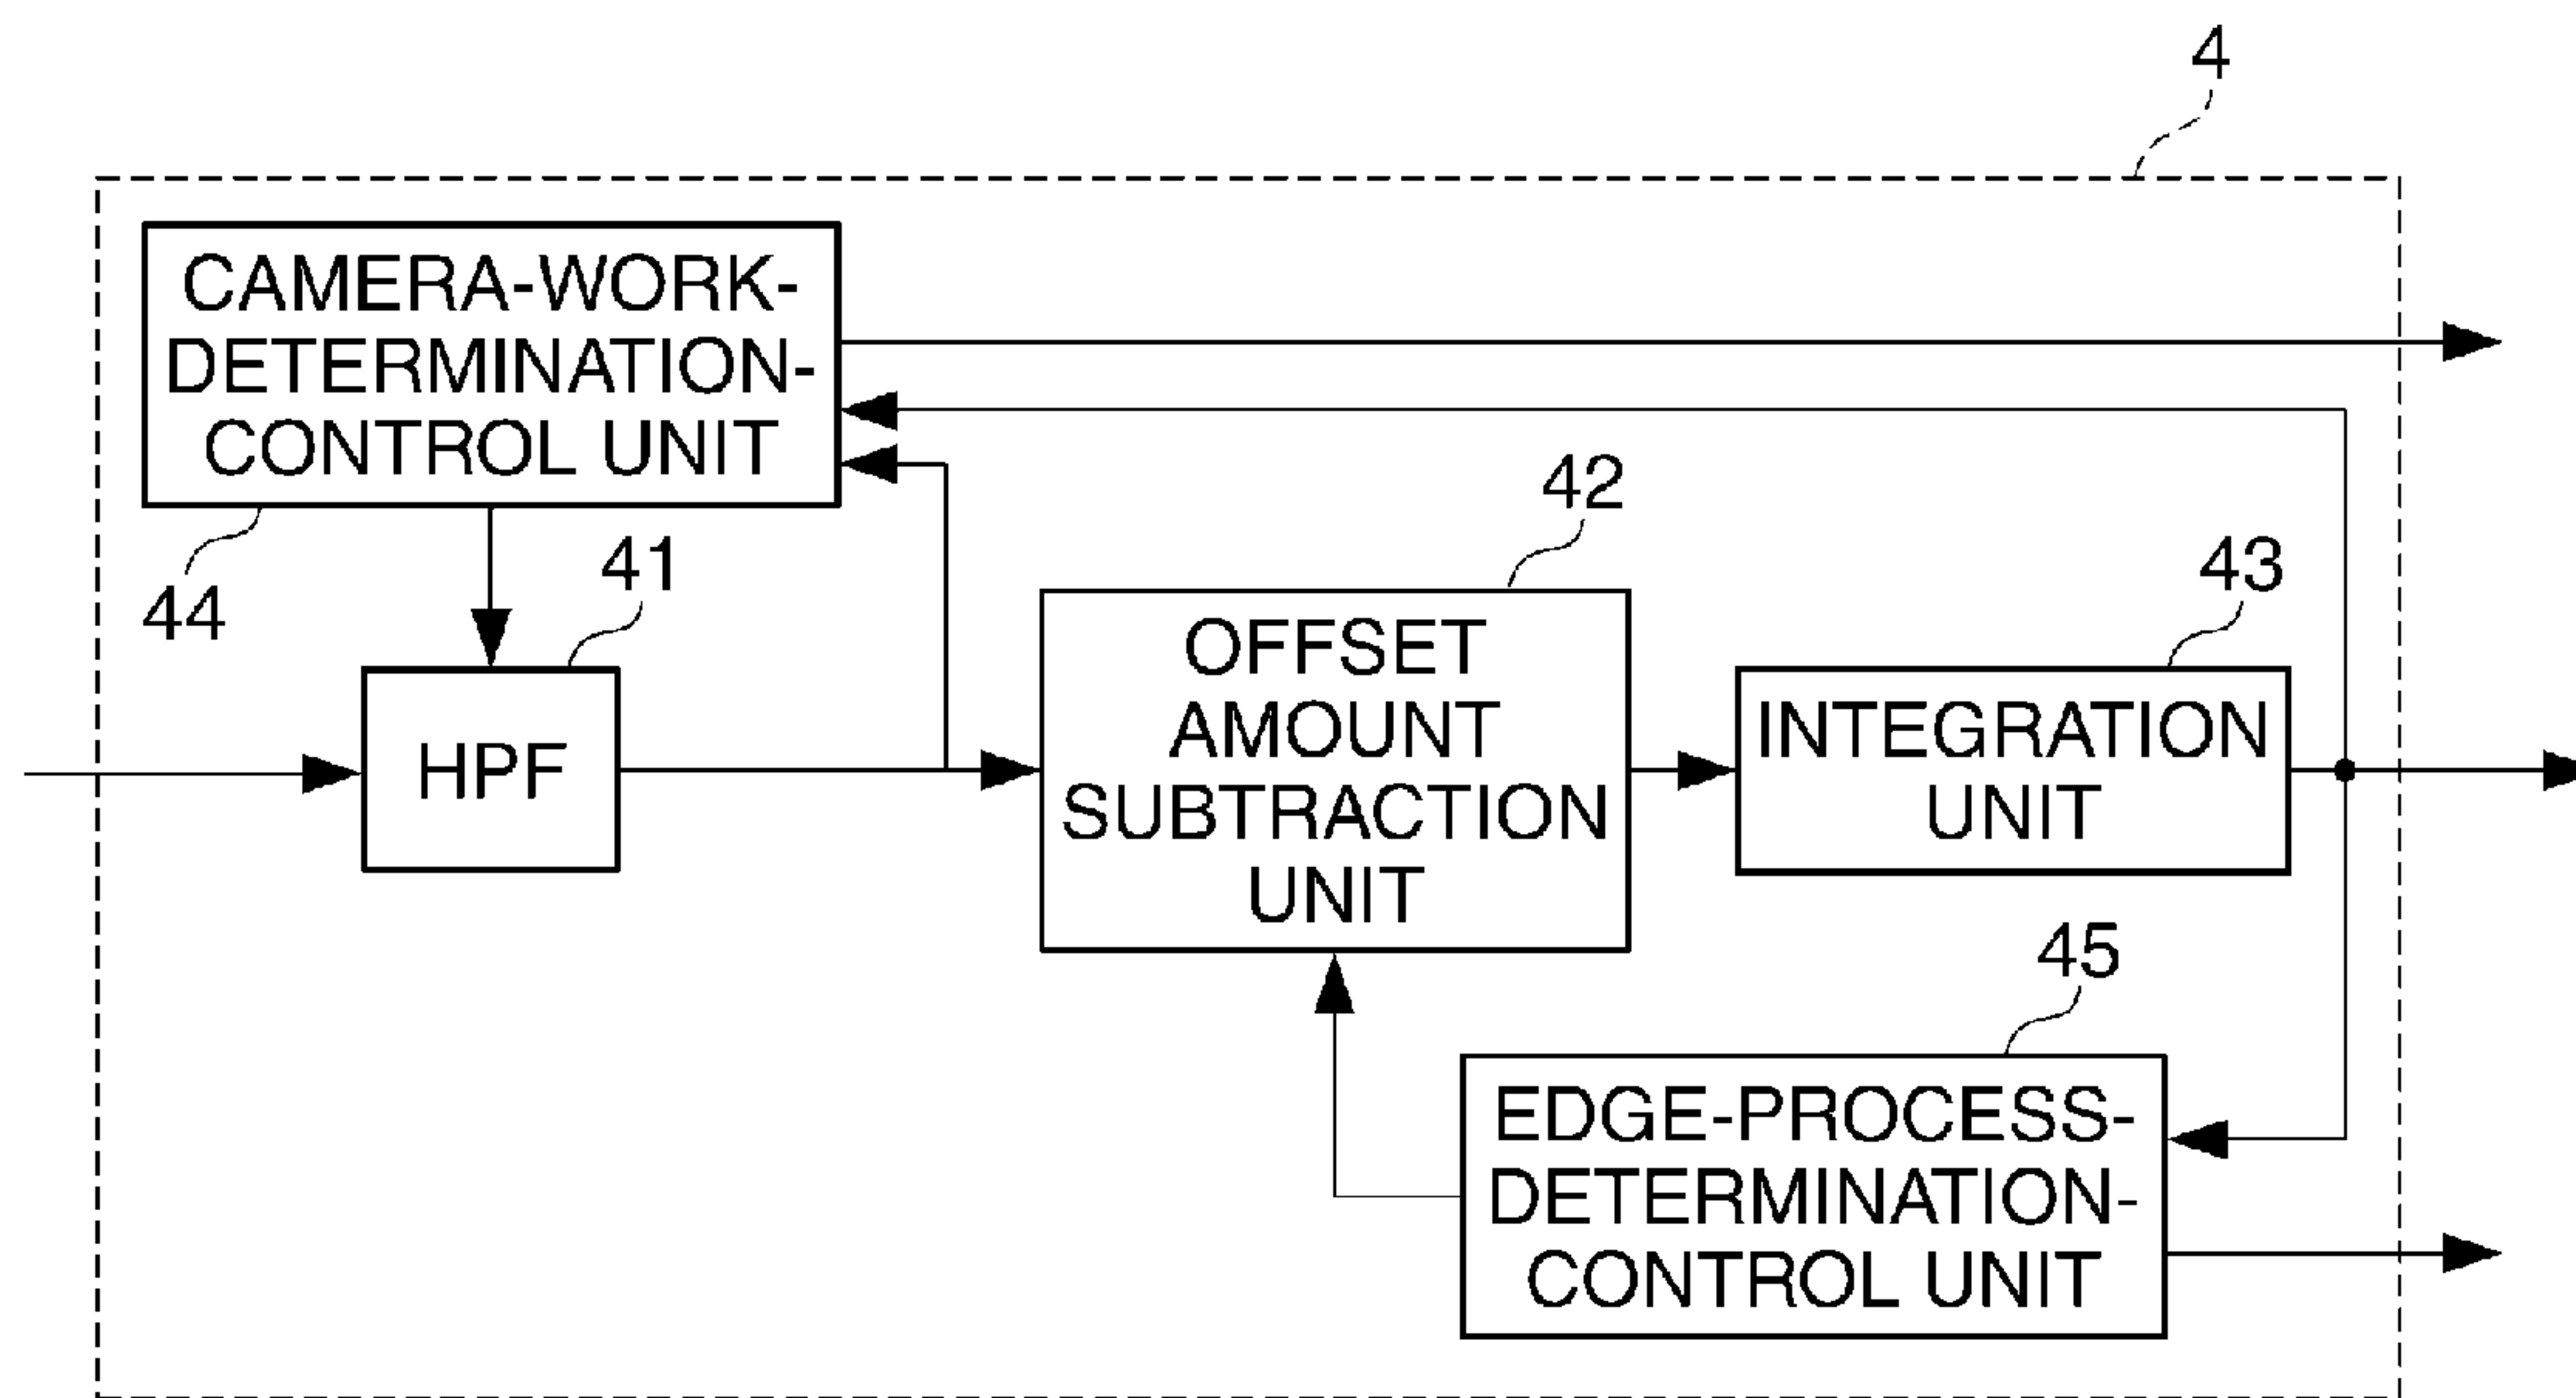 4
CAMERA-WORK-
DETERMINATION-
CONTROL UNIT
44
41
HPF
42
OFFSET
AMOUNT
SUBTRACTION
UNIT
43
INTEGRATION
UNIT
45
EDGE-PROCESS-
DETERMINATION-
CONTROL UNIT